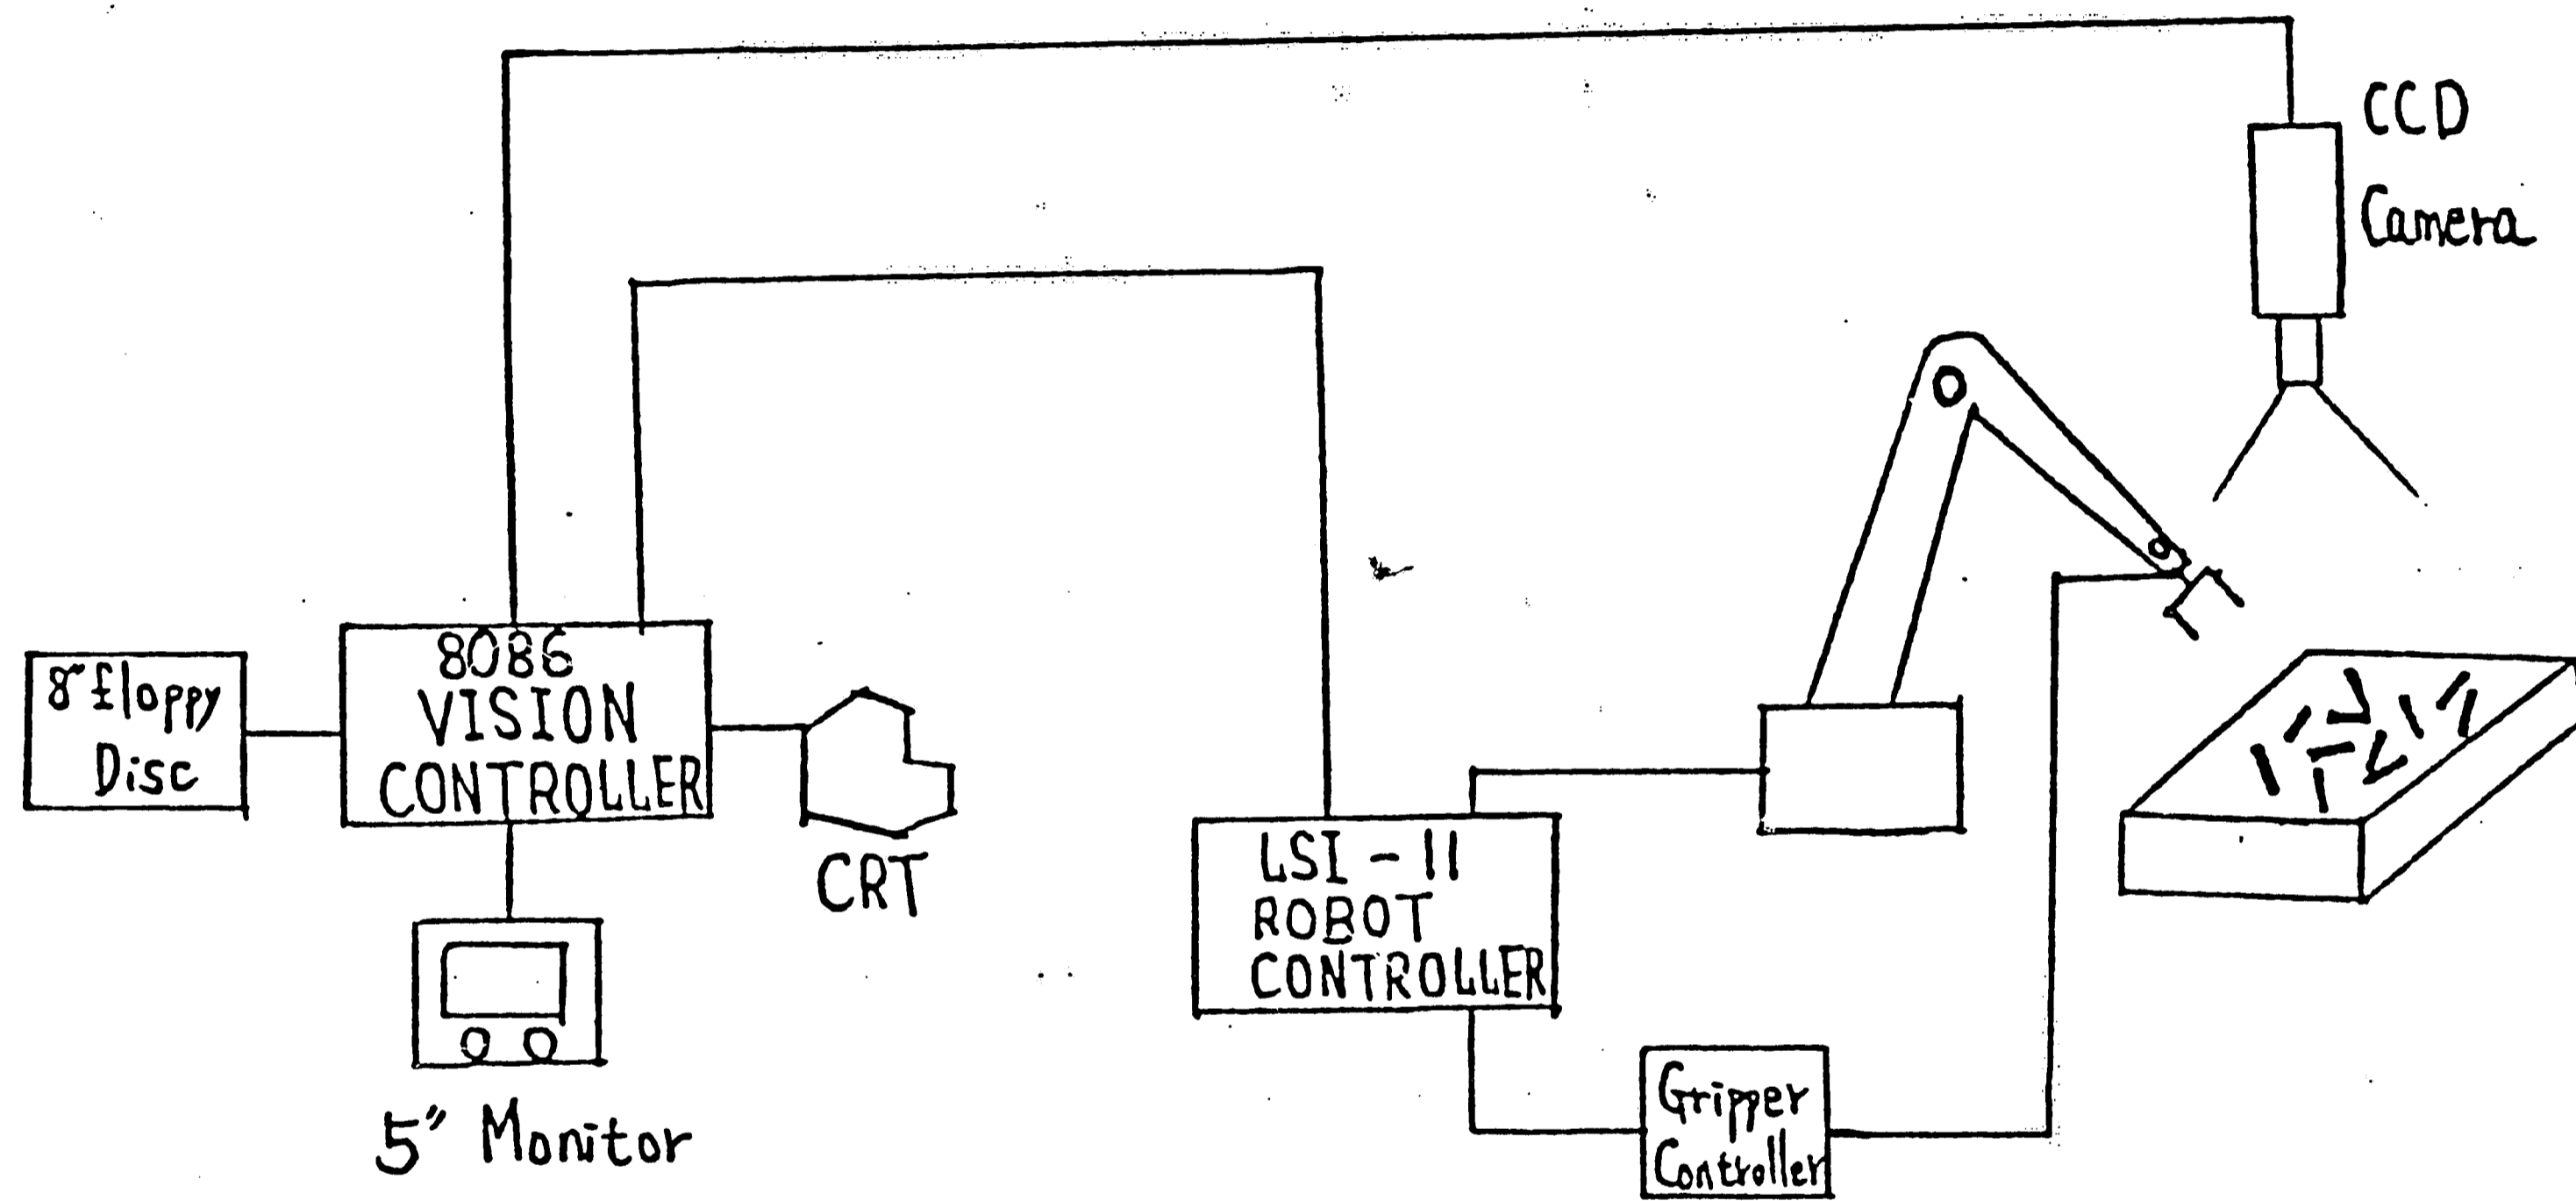 CCD
Camera
8086
VISION
CONTROLLER
8" floppy
Disc
CRT
5" Monitor
LSI-11
ROBOT
CONTROLLER
Gripper
Controller